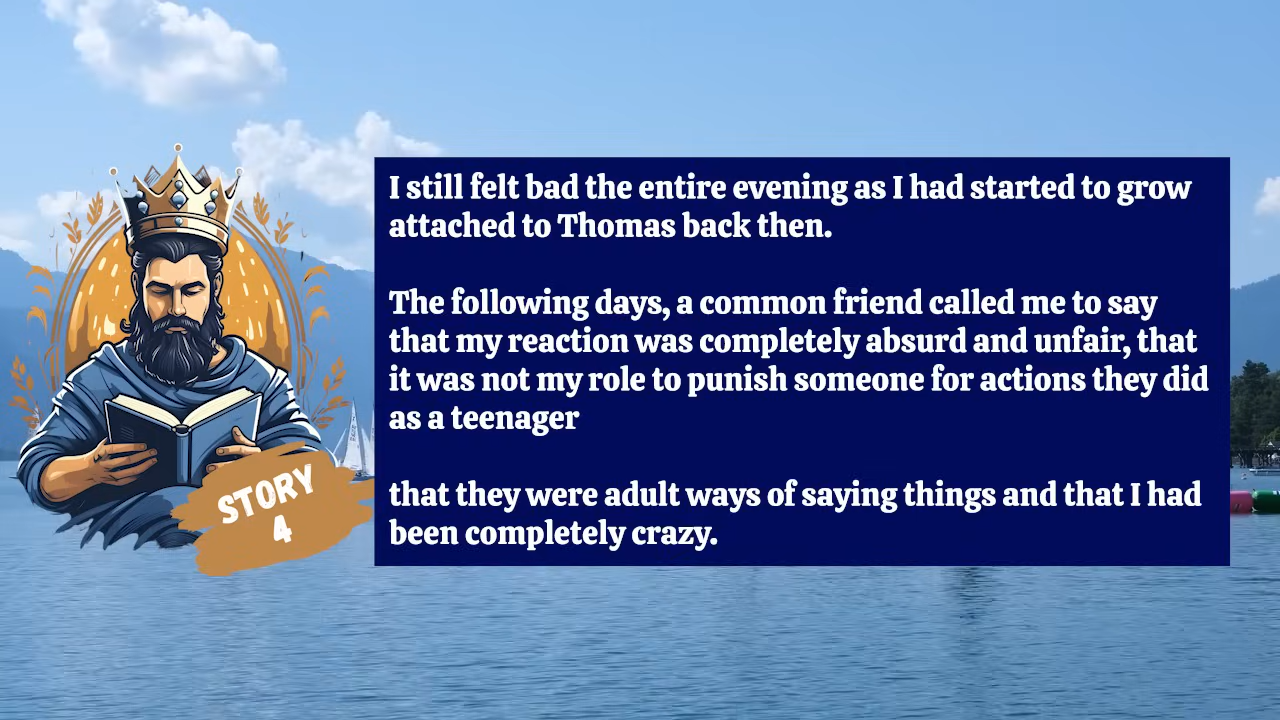 I still felt bad the entire evening as I had started to grow
attached to Thomas back then.
The following days, a common friend called me to say
that my reaction was completely absurd and unfair, that
it was not my role to punish someone for actions they did
as a teenager
that they were adult ways of saying things and that I had
been completely crazy.
STORY
4